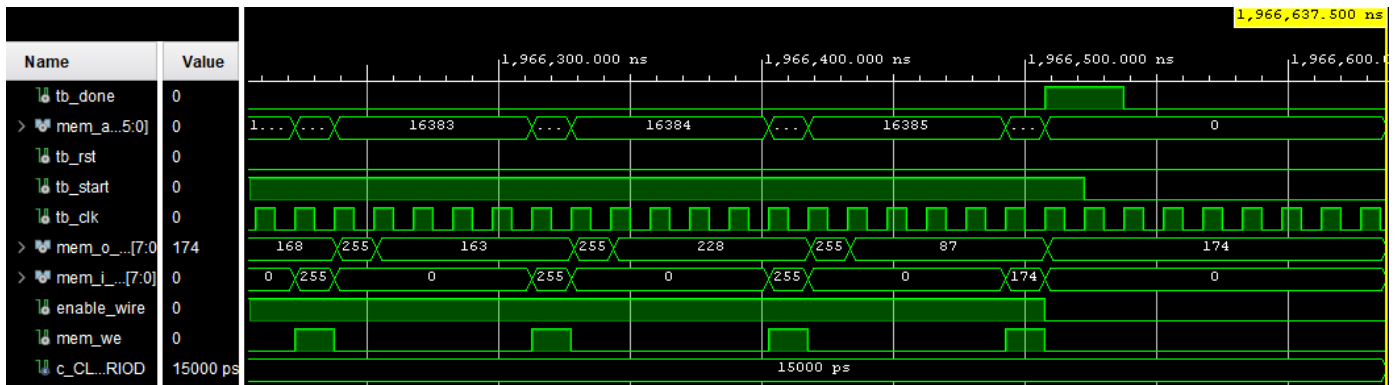 1,966,637.500 ns
Name Value 1,966,300.000 ns 1,966,400.000 ns 1,966,500.000 ns 1,966,600.0
tb_done 0
mem_a...5:0] 0 1... ... 16383 ... 16384 ... 16385 ... 0
tb_rst 0
tb_start 0
tb_clk 0
mem_o_...[7:0 174 168 255 163 255 228 255 87 174
mem_i_...[7:0] 0 0 255 0 255 0 255 0 174 0
enable_wire 0
mem_we 0
c_CL...RIOD 15000 ps 15000 ps